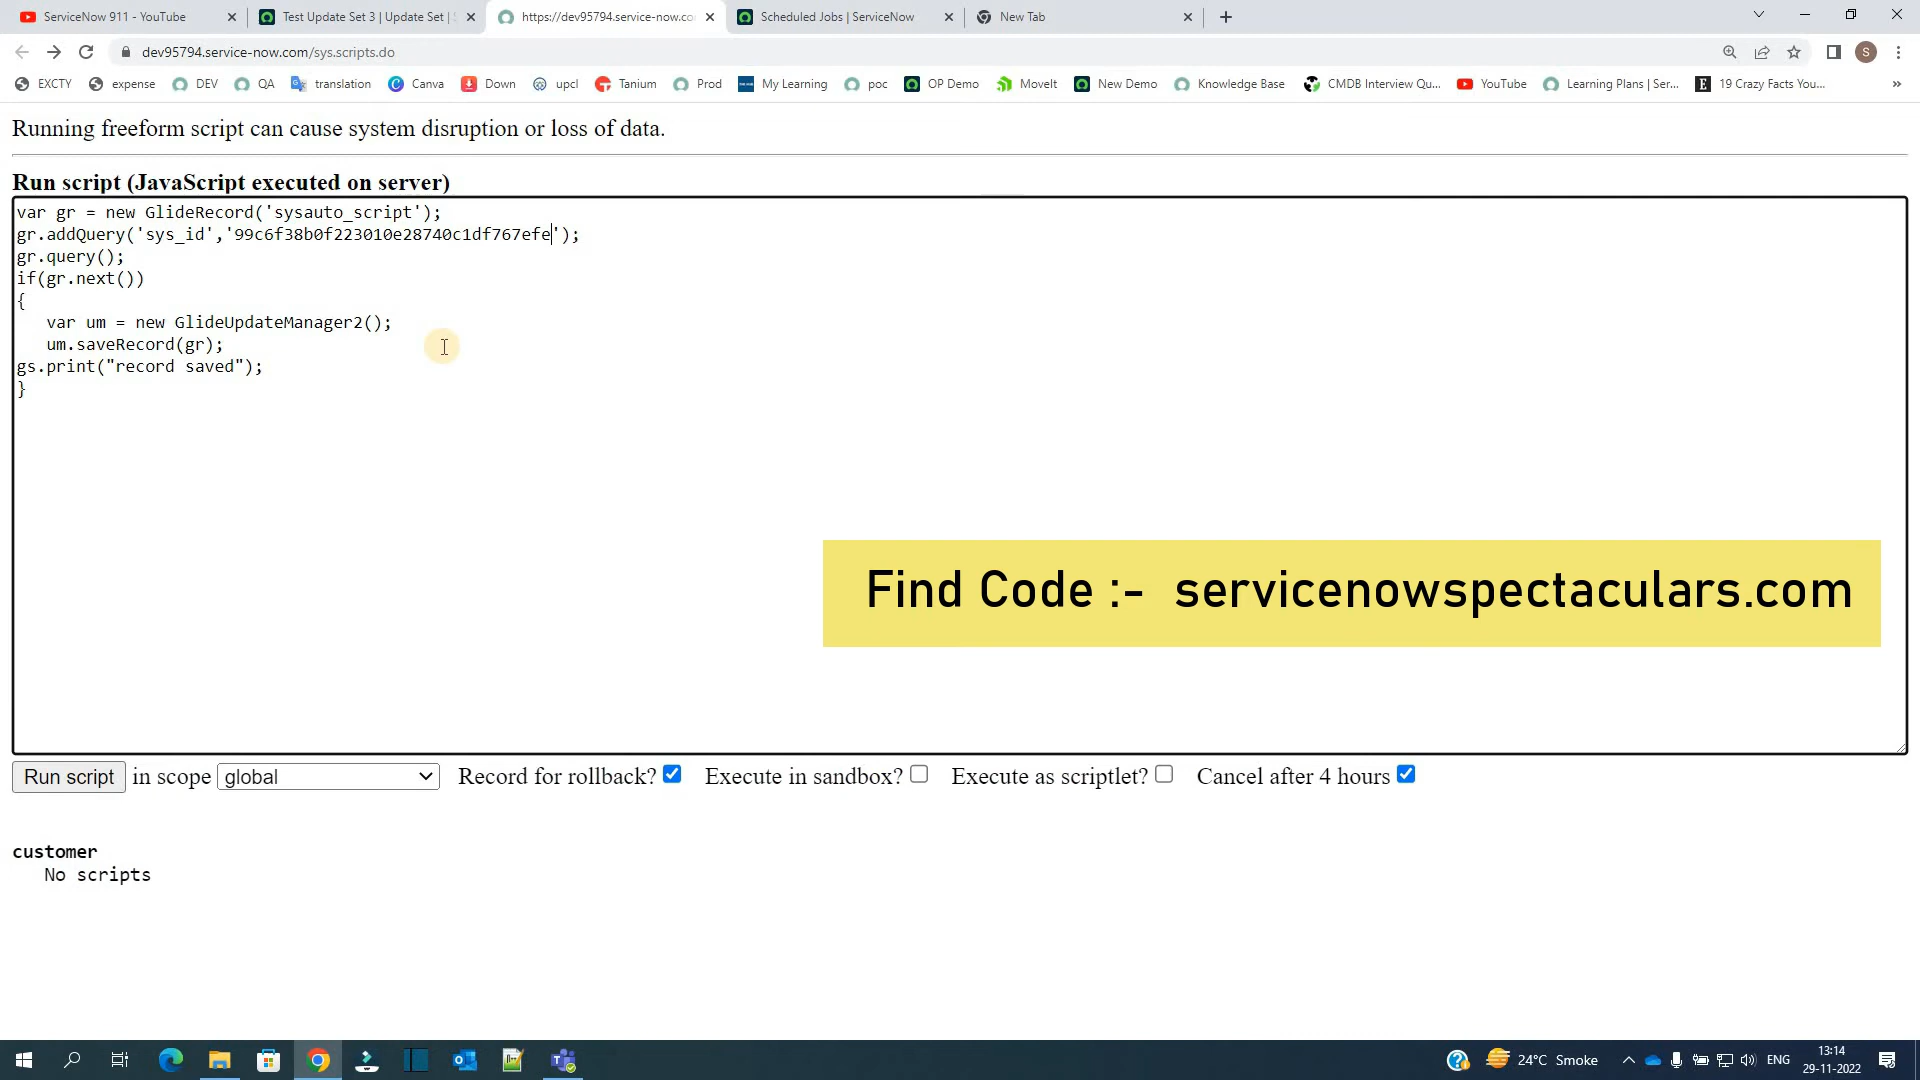 ServiceNow 911 - YouTube
Test Update Set 3 | Update Set |
https://dev95794.service-now.co
Scheduled Jobs | ServiceNow
New Tab
dev95794.service-now.com/sys.scripts.do
S
EXCTY
expense
DEV
QA
translation
Canva
Down
upcl
Tanium
Prod
My Learning
poc
OP Demo
MoveIt
New Demo
Knowledge Base
CMDB Interview Qu...
YouTube
Learning Plans | Ser...
19 Crazy Facts You...
Running freeform script can cause system disruption or loss of data.
Run script (JavaScript executed on server)
var gr = new GlideRecord('sysauto_script');
gr.addQuery('sys_id','99c6f38b0f223010e28740c1df767efe');
gr.query();
if(gr.next())
{
var um = new GlideUpdateManager2();
um.saveRecord(gr);
gs.print("record saved");
}
Find Code :- servicenowspectaculars.com
Run script in scope global Record for rollback? Execute in sandbox? Execute as scriptlet? Cancel after 4 hours
customer
No scripts
24°C Smoke
ENG
13:14
29-11-2022